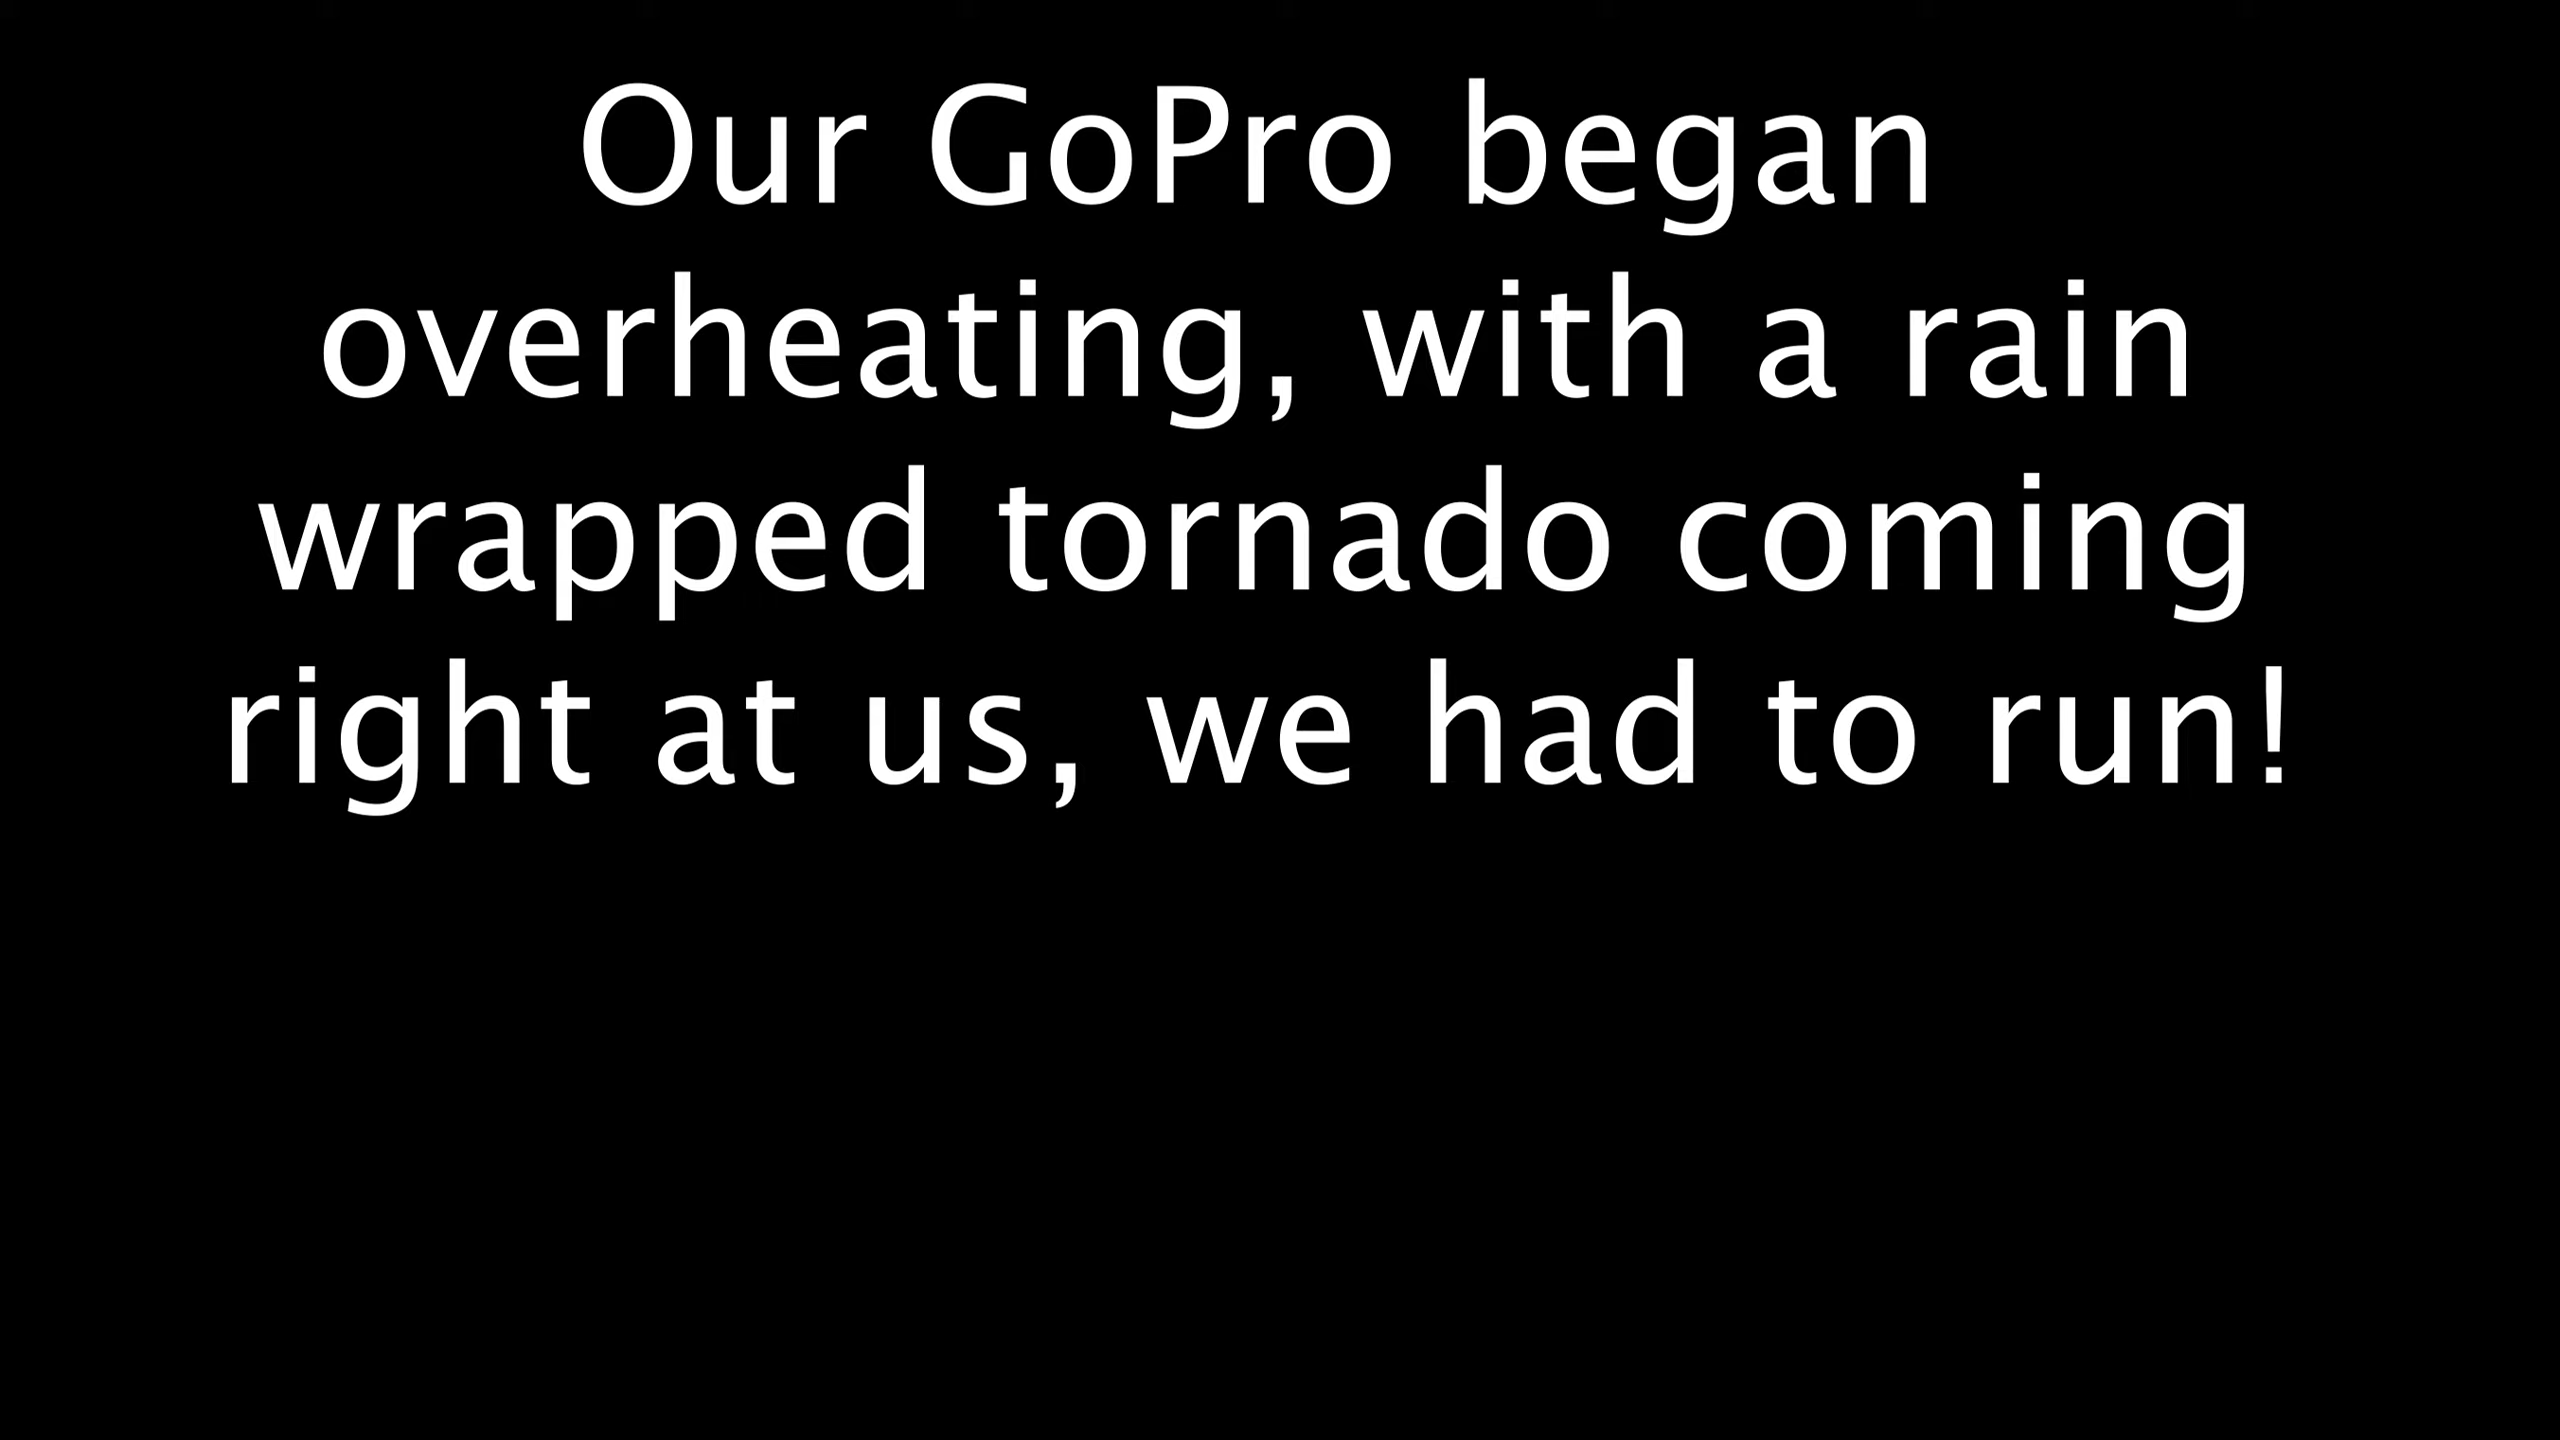 Our GoPro began
overheating, with a rain
wrapped tornado coming
right at us, we had to run!